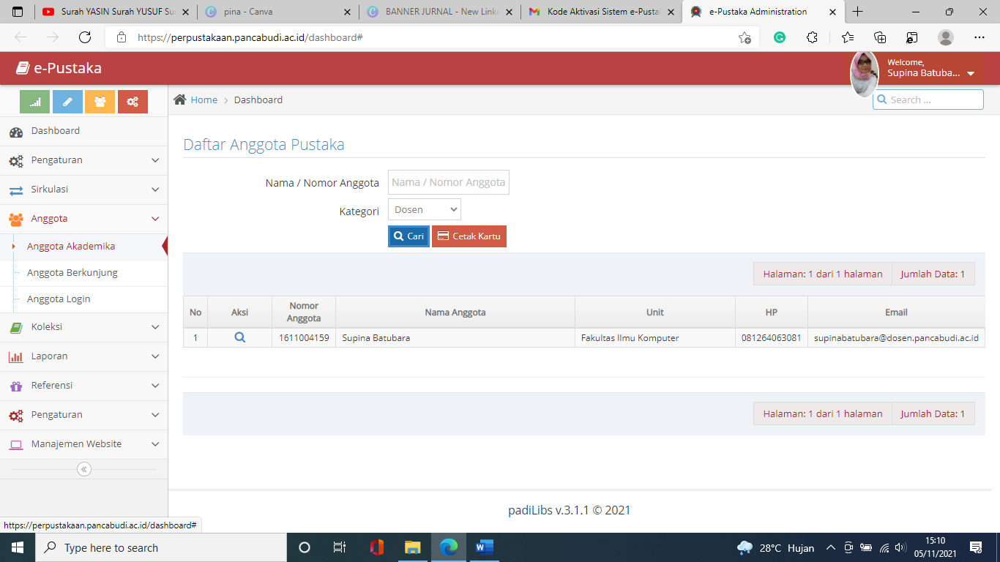 Surah YASIN Surah YUSUF Su
pina - Canva
BANNER JURNAL - New Linke
Kode Aktivasi Sistem e-Pustak
e-Pustaka Administration
https://perpustakaan.pancabudi.ac.id/dashboard#
e-Pustaka
Welcome,
Supina Batuba...
Home > Dashboard
Search ...
Dashboard
Pengaturan
Sirkulasi
Anggota
Anggota Akademika
Anggota Berkunjung
Anggota Login
Koleksi
Laporan
Referensi
Pengaturan
Manajemen Website
Daftar Anggota Pustaka
Nama / Nomor Anggota Nama / Nomor Anggota
Kategori Dosen
Cari Cetak Kartu
Halaman: 1 dari 1 halaman Jumlah Data: 1
No Aksi Nomor Anggota Nama Anggota Unit HP Email
1 1611004159 Supina Batubara Fakultas Ilmu Komputer 081264063081 supinabatubara@dosen.pancabudi.ac.id
Halaman: 1 dari 1 halaman Jumlah Data: 1
padiLibs v.3.1.1 © 2021
https://perpustakaan.pancabudi.ac.id/dashboard#
Type here to search
28°C Hujan
15:10
05/11/2021